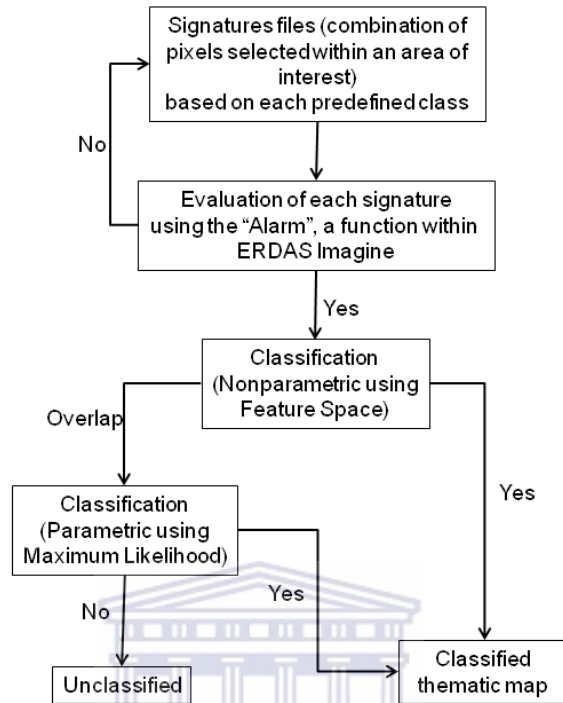 Signatures files (combination of
pixels selected within an area of
interest)
based on each predefined class
No
Evaluation of each signature
using the “Alarm”, a function within
ERDAS Imagine
Yes
Classification
(Nonparametric using
Feature Space)
Overlap
Yes
Classification
(Parametric using
Maximum Likelihood)
No
Yes
Unclassified
Classified
thematic map